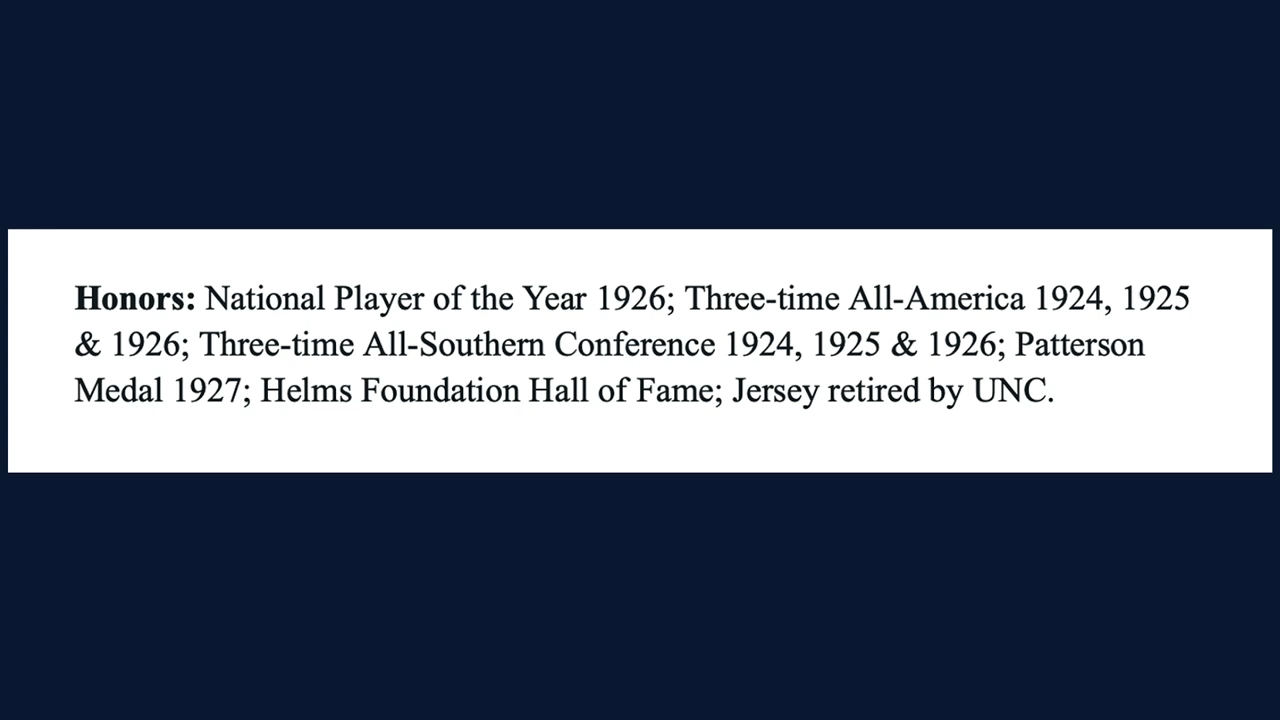 Honors: National Player of the Year 1926; Three-time All-America 1924, 1925
& 1926; Three-time All-Southern Conference 1924, 1925 & 1926; Patterson
Medal 1927; Helms Foundation Hall of Fame; Jersey retired by UNC.